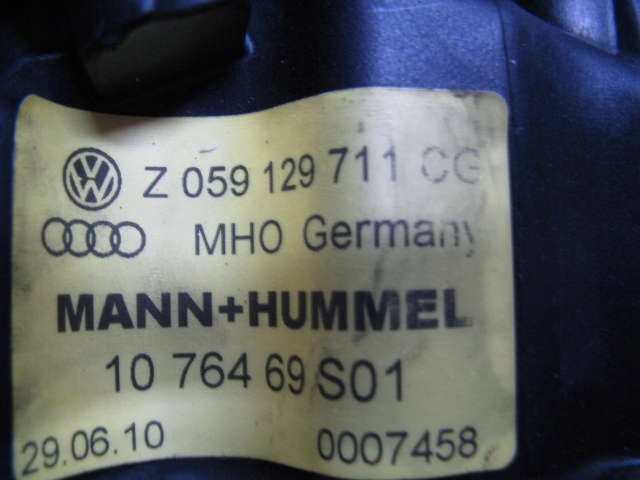 Z 059 129 711 CG
MHO Germany
MANN+HUMMEL
10 764 69 S01
29.06.10 0007458